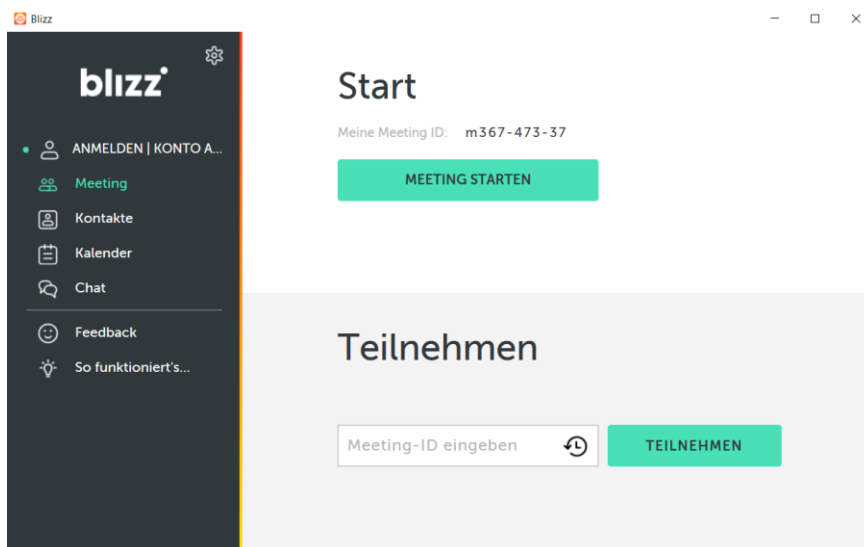 Blizz
blizz
ANMELDEN | KONTO A...
Meeting
Kontakte
Kalender
Chat
Feedback
So funktioniert's...
Start
Meine Meeting ID: m367-473-37
MEETING STARTEN
Teilnehmen
Meeting-ID eingeben
TEILNEHMEN